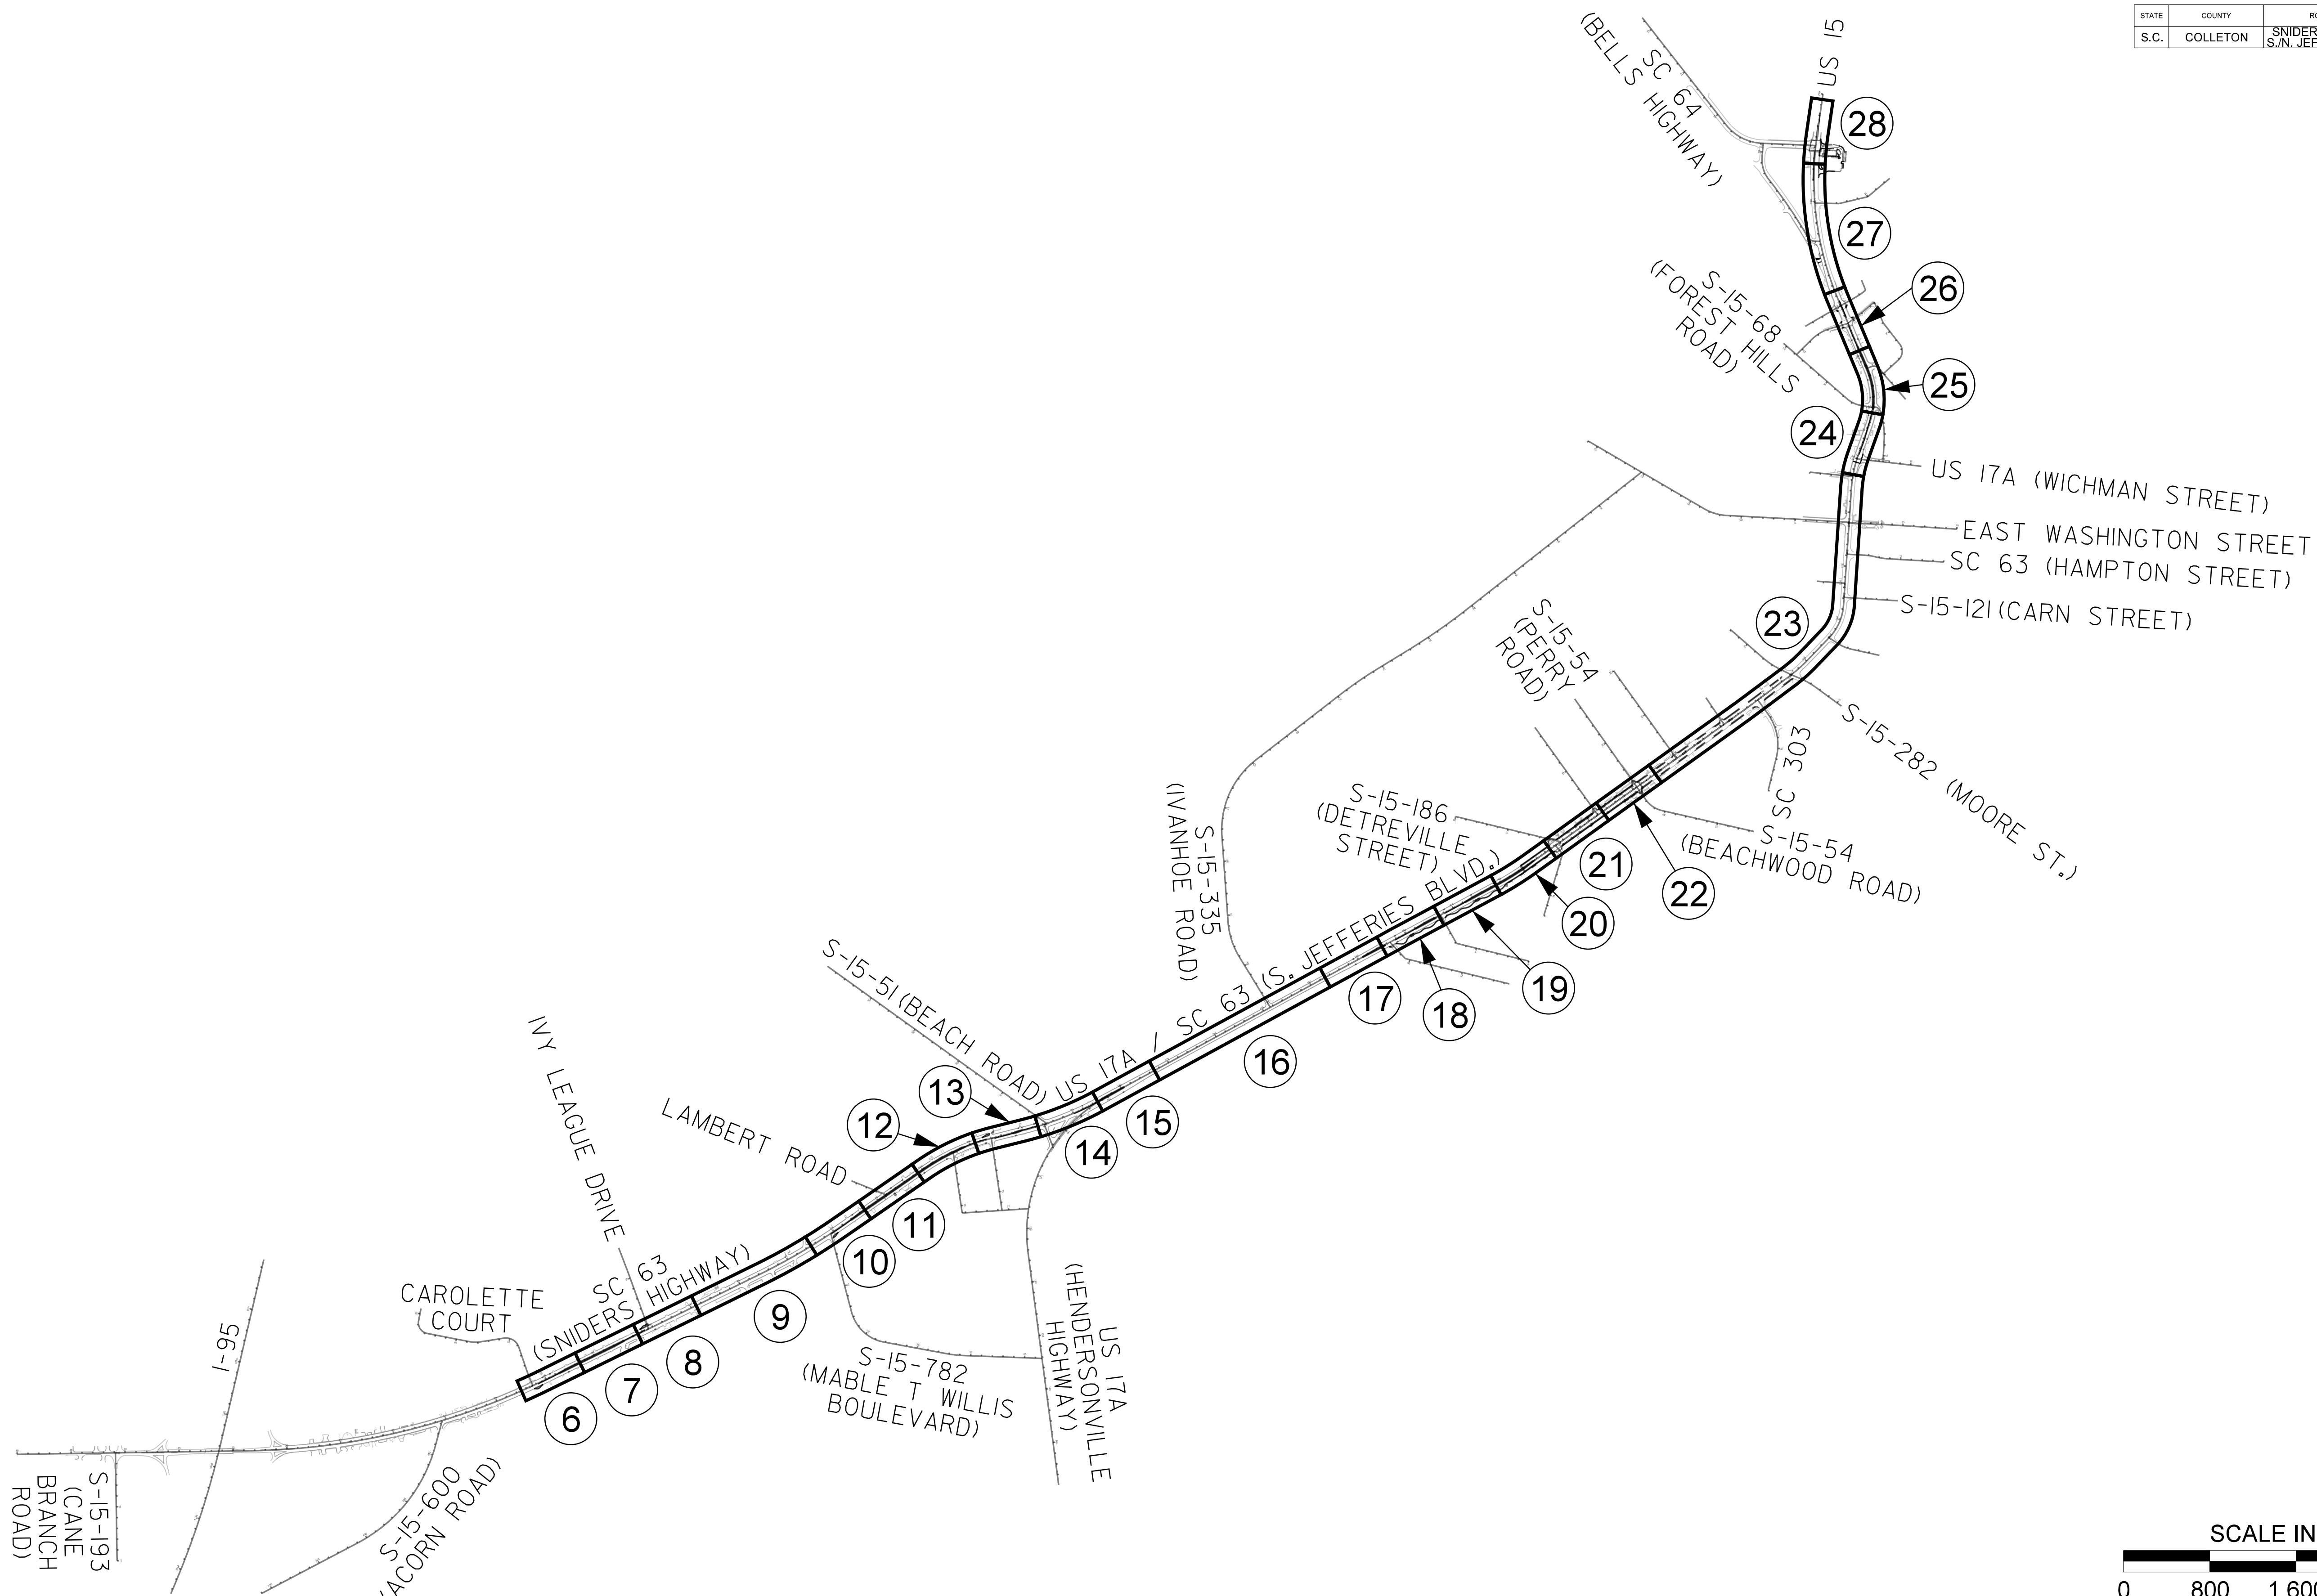 STATE COUNTY
S.C. COLLETON SNIDER
S./N. JEF
US 15
SC 64
(BELLS HIGHWAY)
28
27
26
S-15-68
(FOREST HILLS
ROAD)
25
24
US 17A (WICHMAN STREET)
EAST WASHINGTON STREET
SC 63 (HAMPTON STREET)
S-15-121 (CARN STREET)
23
S-15-54
(PERRY
ROAD)
S-15-282 (MOORE ST.)
SC 303
S-15-54
(BEACHWOOD ROAD)
S-15-186
(DETREVILLE
STREET)
22
21
20
19
18
17
S-15-335
(IVANHOE ROAD)
US 17A / SC 63 (S. JEFFERIES BLVD.)
16
15
14
13
12
S-15-51 (BEACH ROAD)
LAMBERT ROAD
11
10
9
8
7
6
IVY LEAGUE DRIVE
SC 63
(SNIDERS HIGHWAY)
CAROLETTE
COURT
US 17A
(HENDERSONVILLE
HIGHWAY)
S-15-782
(MABLE T WILLIS
BOULEVARD)
I-95
S-15-193
(CANE
BRANCH
ROAD)
S-15-600
(ACORN ROAD)
SCALE IN
0 800 1,600